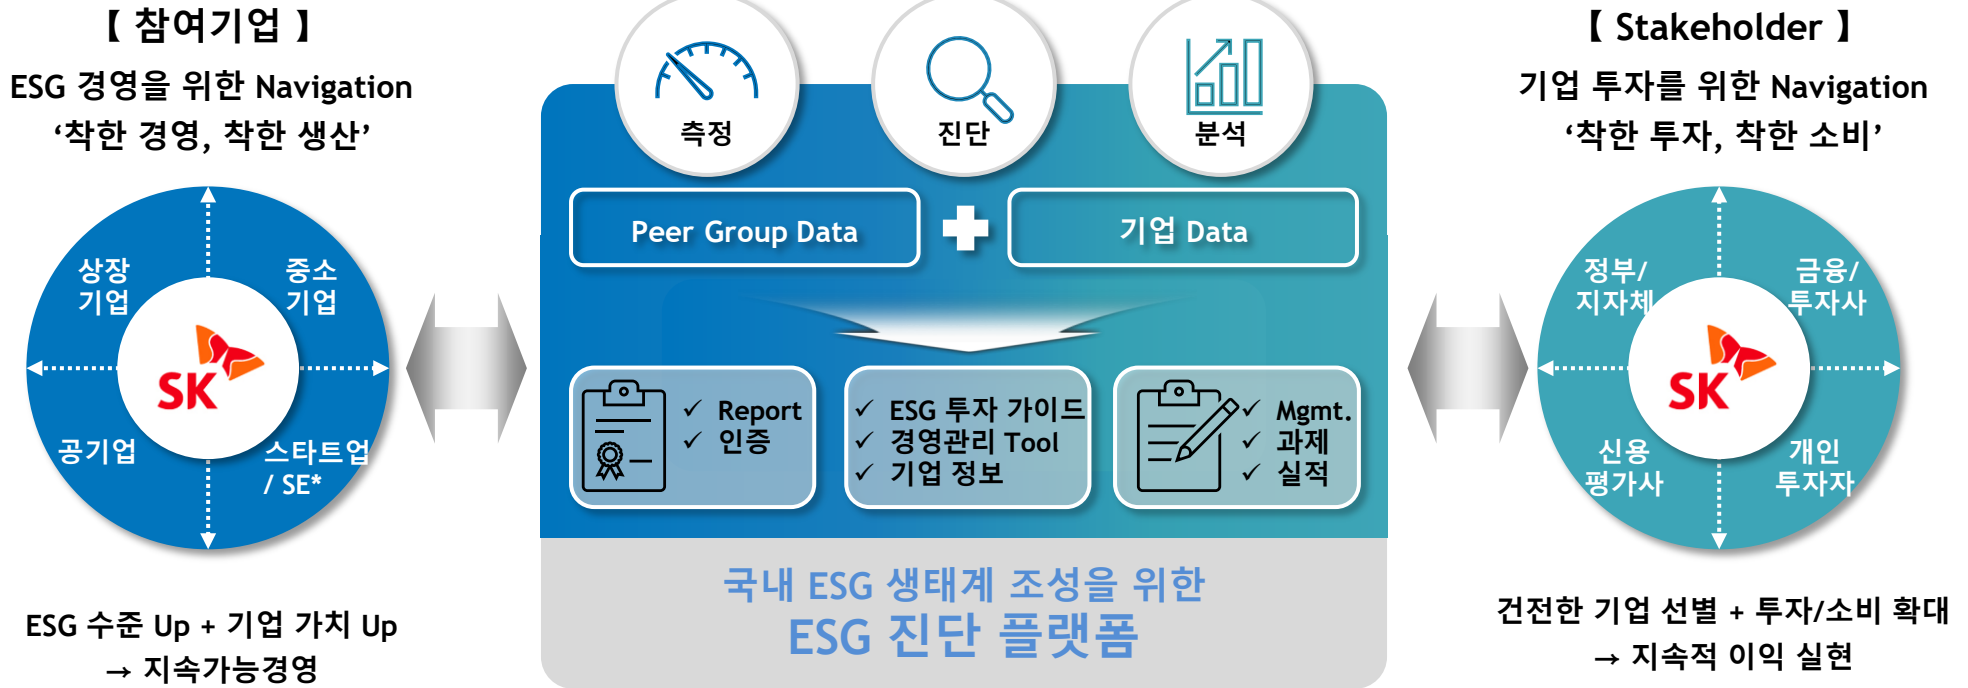 【 참여기업 】
ESG 경영을 위한 Navigation
‘착한 경영, 착한 생산’
상장
기업
중소
기업
SK
공기업
스타트업
/ SE*
ESG 수준 Up + 기업 가치 Up
→ 지속가능경영
측정
진단
분석
Peer Group Data
기업 Data
✓ Report
✓ 인증
✓ ESG 투자 가이드
✓ 경영관리 Tool
✓ 기업 정보
✓ Mgmt.
✓ 과제
✓ 실적
국내 ESG 생태계 조성을 위한
ESG 진단 플랫폼
【 Stakeholder 】
기업 투자를 위한 Navigation
‘착한 투자, 착한 소비’
정부/
지자체
금융/
투자사
SK
신용
평가사
개인
투자자
건전한 기업 선별 + 투자/소비 확대
→ 지속적 이익 실현